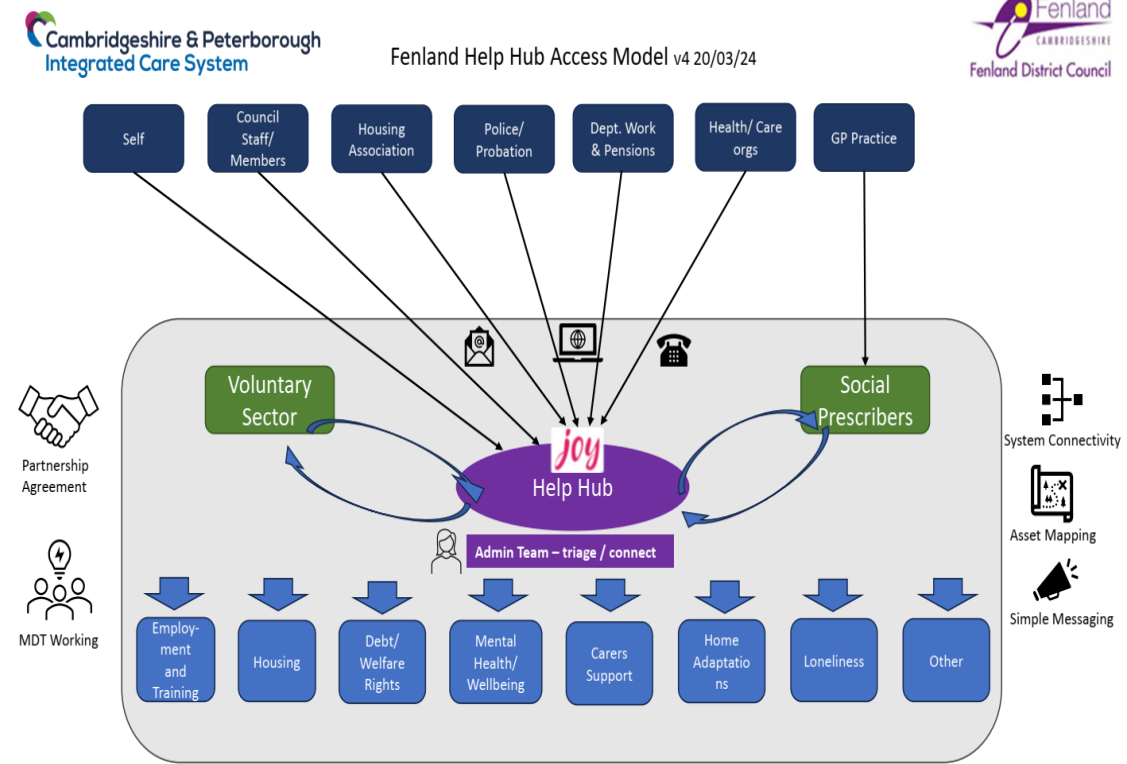 Cambridgeshire & Peterborough
Integrated Care System
Fenland Help Hub Access Model v4 20/03/24
Fenland
CAMBRIDGESHIRE
Fenland District Council
Self
Council
Staff/
Members
Housing
Association
Police/
Probation
Dept. Work
& Pensions
Health/ Care
orgs
GP Practice
Voluntary
Sector
Social
Prescribers
joy
Help Hub
Admin Team – triage / connect
Partnership
Agreement
MDT Working
System Connectivity
Asset Mapping
Simple Messaging
Employ-
ment
and
Training
Housing
Debt/
Welfare
Rights
Mental
Health/
Wellbeing
Carers
Support
Home
Adaptatio
ns
Loneliness
Other